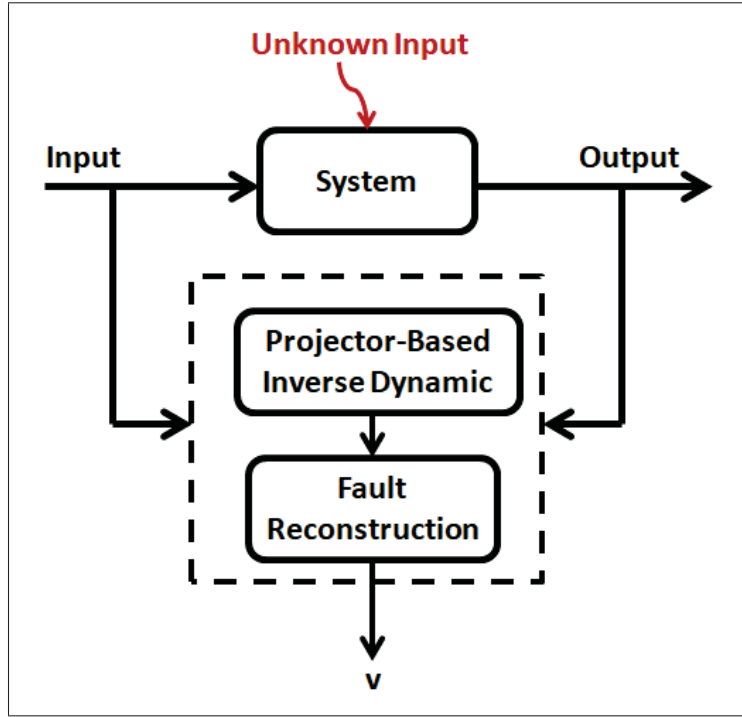 Unknown Input
Input
Output
System
Projector-Based
Inverse Dynamic
Fault
Reconstruction
v